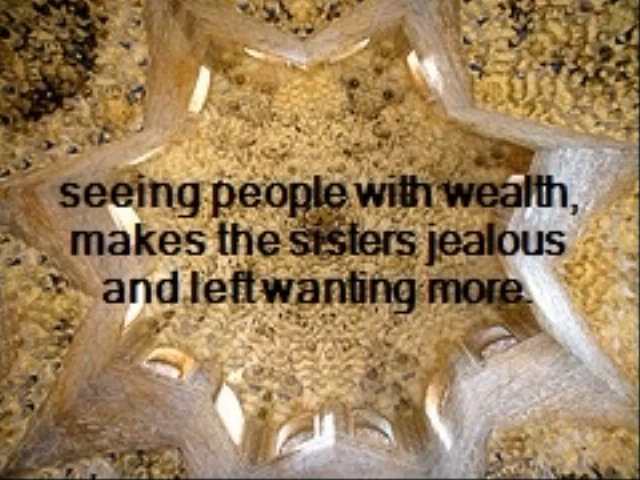 seeing people with wealth,
makes the sisters jealous
and left wanting more.